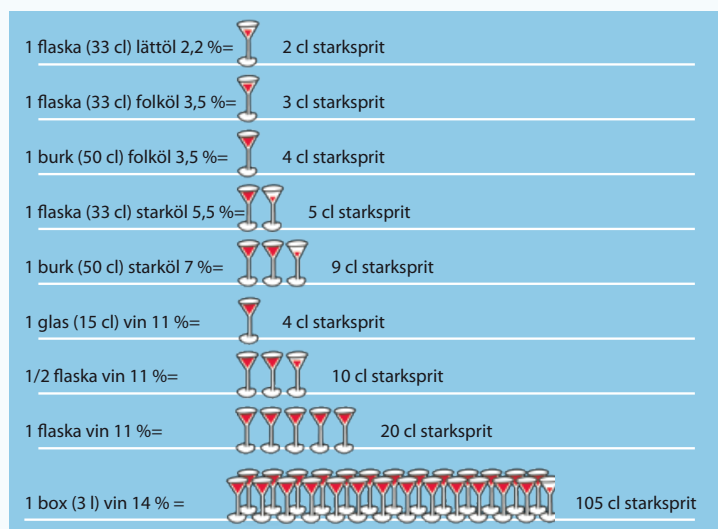 1 flaska (33 cl) lättöl 2,2 %= 2 cl starksprit
1 flaska (33 cl) folköl 3,5 %= 3 cl starksprit
1 burk (50 cl) folköl 3,5 %= 4 cl starksprit
1 flaska (33 cl) starköl 5,5 %= 5 cl starksprit
1 burk (50 cl) starköl 7 %= 9 cl starksprit
1 glas (15 cl) vin 11 %= 4 cl starksprit
1/2 flaska vin 11 %= 10 cl starksprit
1 flaska vin 11 %= 20 cl starksprit
1 box (3 l) vin 14 % = 105 cl starksprit